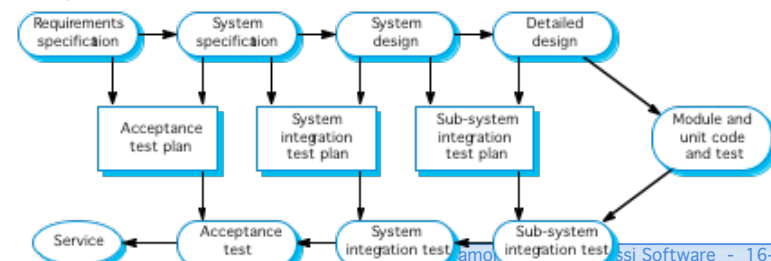 Requirements
specification
System
specification
System
design
Detailed
design
Acceptance
test plan
System
integration
test plan
Sub-system
integration
test plan
Module and
unit code
and test
Service
Acceptance
test
System
integration test
Sub-system
integration test
Software - 16-